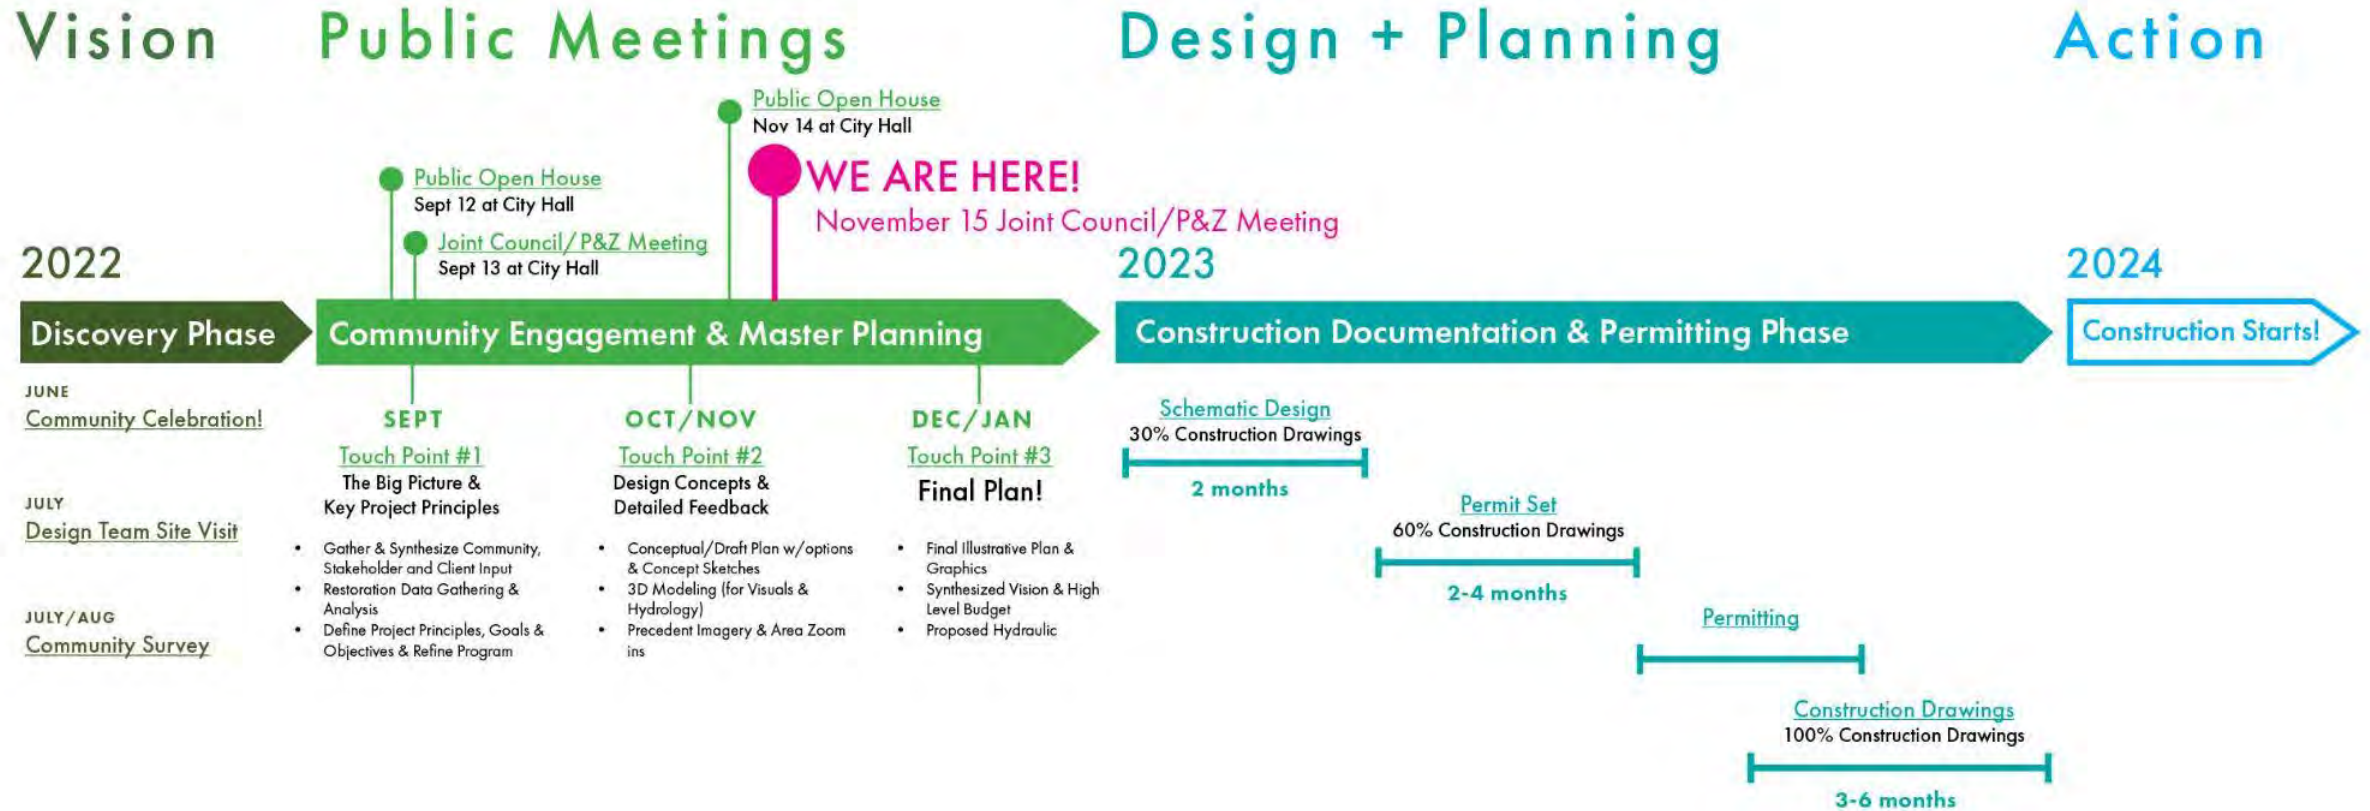 Vision
Public Meetings
Design + Planning
Action
Public Open House
Nov 14 at City Hall
WE ARE HERE!
November 15 Joint Council/P&Z Meeting
Public Open House
Sept 12 at City Hall
Joint Council/P&Z Meeting
Sept 13 at City Hall
2022
2023
2024
Discovery Phase
Community Engagement & Master Planning
Construction Documentation & Permitting Phase
Construction Starts!
JUNE
Community Celebration!
JULY
Design Team Site Visit
JULY/AUG
Community Survey
SEPT
Touch Point #1
The Big Picture &
Key Project Principles
• Gather & Synthesize Community,
Stakeholder and Client Input
• Restoration Data Gathering &
Analysis
• Define Project Principles, Goals &
Objectives & Refine Program
OCT/NOV
Touch Point #2
Design Concepts &
Detailed Feedback
• Conceptual/Draft Plan w/options
& Concept Sketches
• 3D Modeling (for Visuals &
Hydrology)
• Precedent Imagery & Area Zoom
ins
DEC/JAN
Touch Point #3
Final Plan!
• Final Illustrative Plan &
Graphics
• Synthesized Vision & High
Level Budget
• Proposed Hydraulic
Schematic Design
30% Construction Drawings
2 months
Permit Set
60% Construction Drawings
2-4 months
Permitting
Construction Drawings
100% Construction Drawings
3-6 months